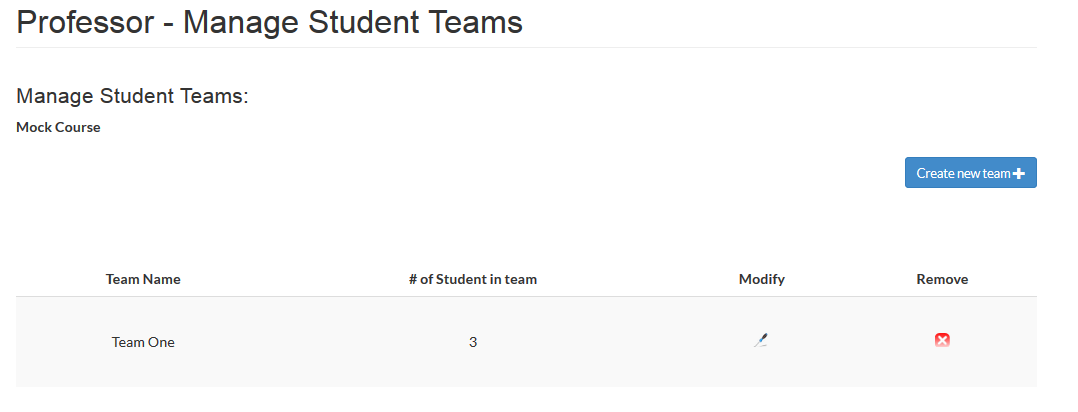 Professor - Manage Student Teams
Manage Student Teams:
Mock Course
Create new team
Team Name # of Student in team Modify Remove
Team One 3